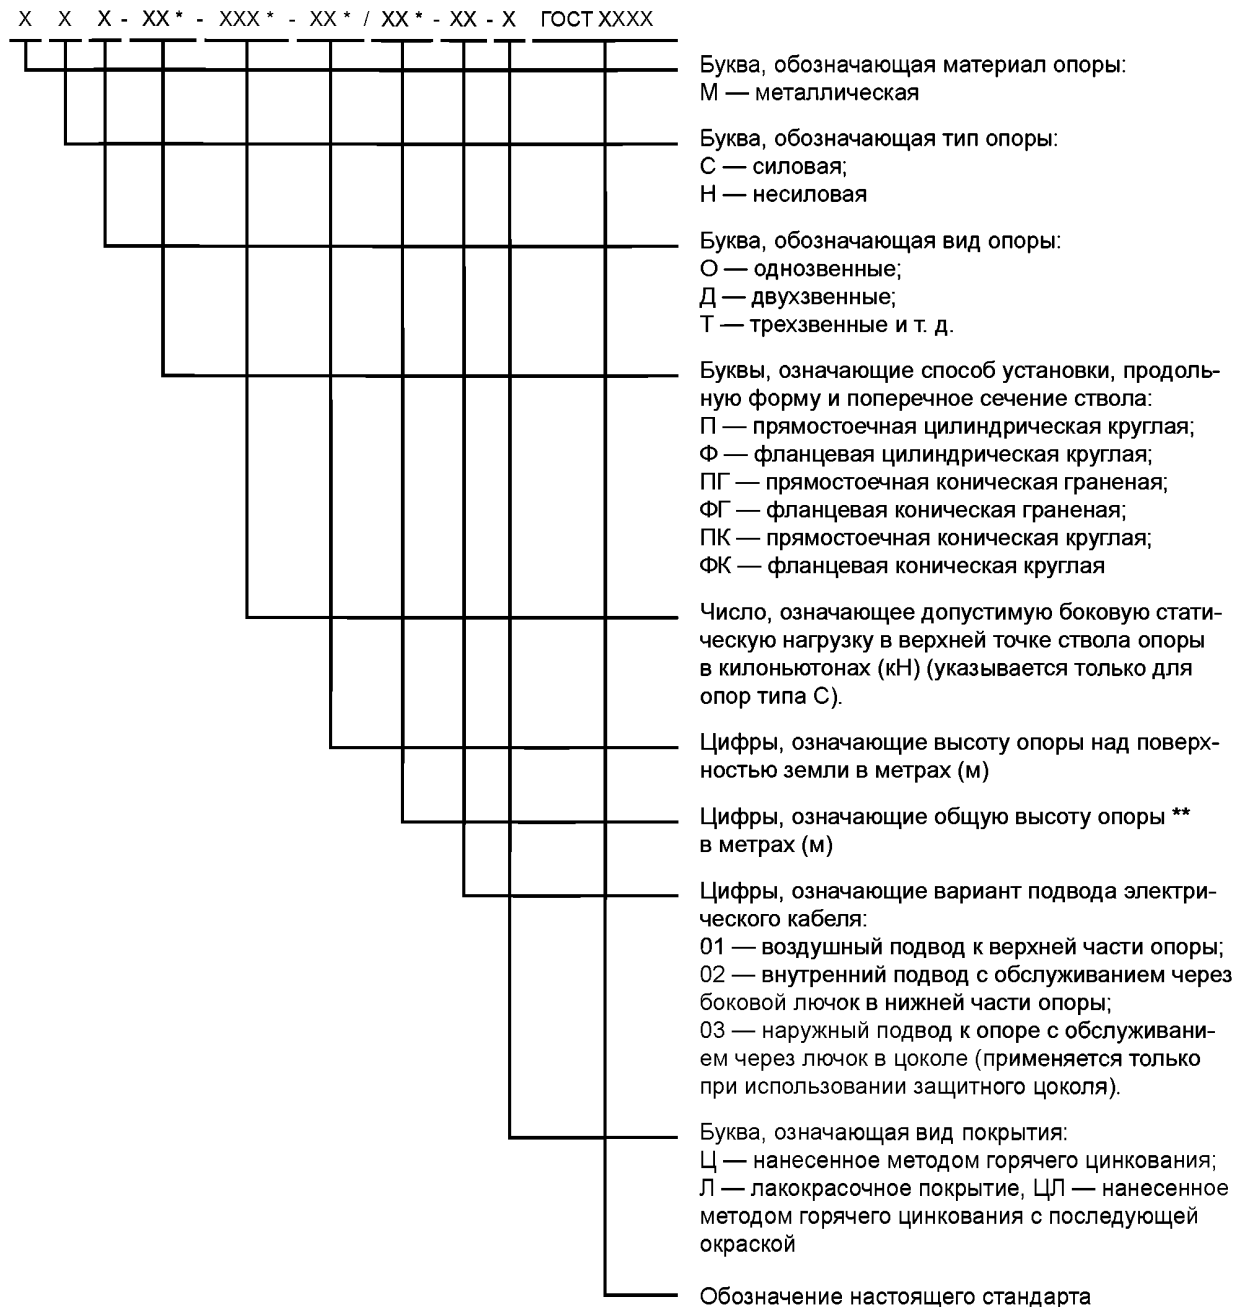 Х Х Х - ХХ * - ХХХ * - ХХ * / ХХ * - ХХ - Х ГОСТ ХХХХ
Буква, обозначающая материал опоры:
М — металлическая
Буква, обозначающая тип опоры:
С — силовая;
Н — несиловая
Буква, обозначающая вид опоры:
О — однозвенные;
Д — двухзвенные;
Т — трехзвенные и т. д.
Буквы, означающие способ установки, продоль-
ную форму и поперечное сечение ствола:
П — прямостоечная цилиндрическая круглая;
Ф — фланцевая цилиндрическая круглая;
ПГ — прямостоечная коническая граненая;
ФГ — фланцевая коническая граненая;
ПК — прямостоечная коническая круглая;
ФК — фланцевая коническая круглая
Число, означающее допустимую боковую стати-
ческую нагрузку в верхней точке ствола опоры
в килоньютонах (кН) (указывается только для
опор типа С).
Цифры, означающие высоту опоры над поверх-
ностью земли в метрах (м)
Цифры, означающие общую высоту опоры **
в метрах (м)
Цифры, означающие вариант подвода электри-
ческого кабеля:
01 — воздушный подвод к верхней части опоры;
02 — внутренний подвод с обслуживанием через
боковой лючок в нижней части опоры;
03 — наружный подвод к опоре с обслуживани-
ем через лючок в цоколе (применяется только
при использовании защитного цоколя).
Буква, означающая вид покрытия:
Ц — нанесенное методом горячего цинкования;
Л — лакокрасочное покрытие, ЦЛ — нанесенное
методом горячего цинкования с последующей
окраской
Обозначение настоящего стандарта